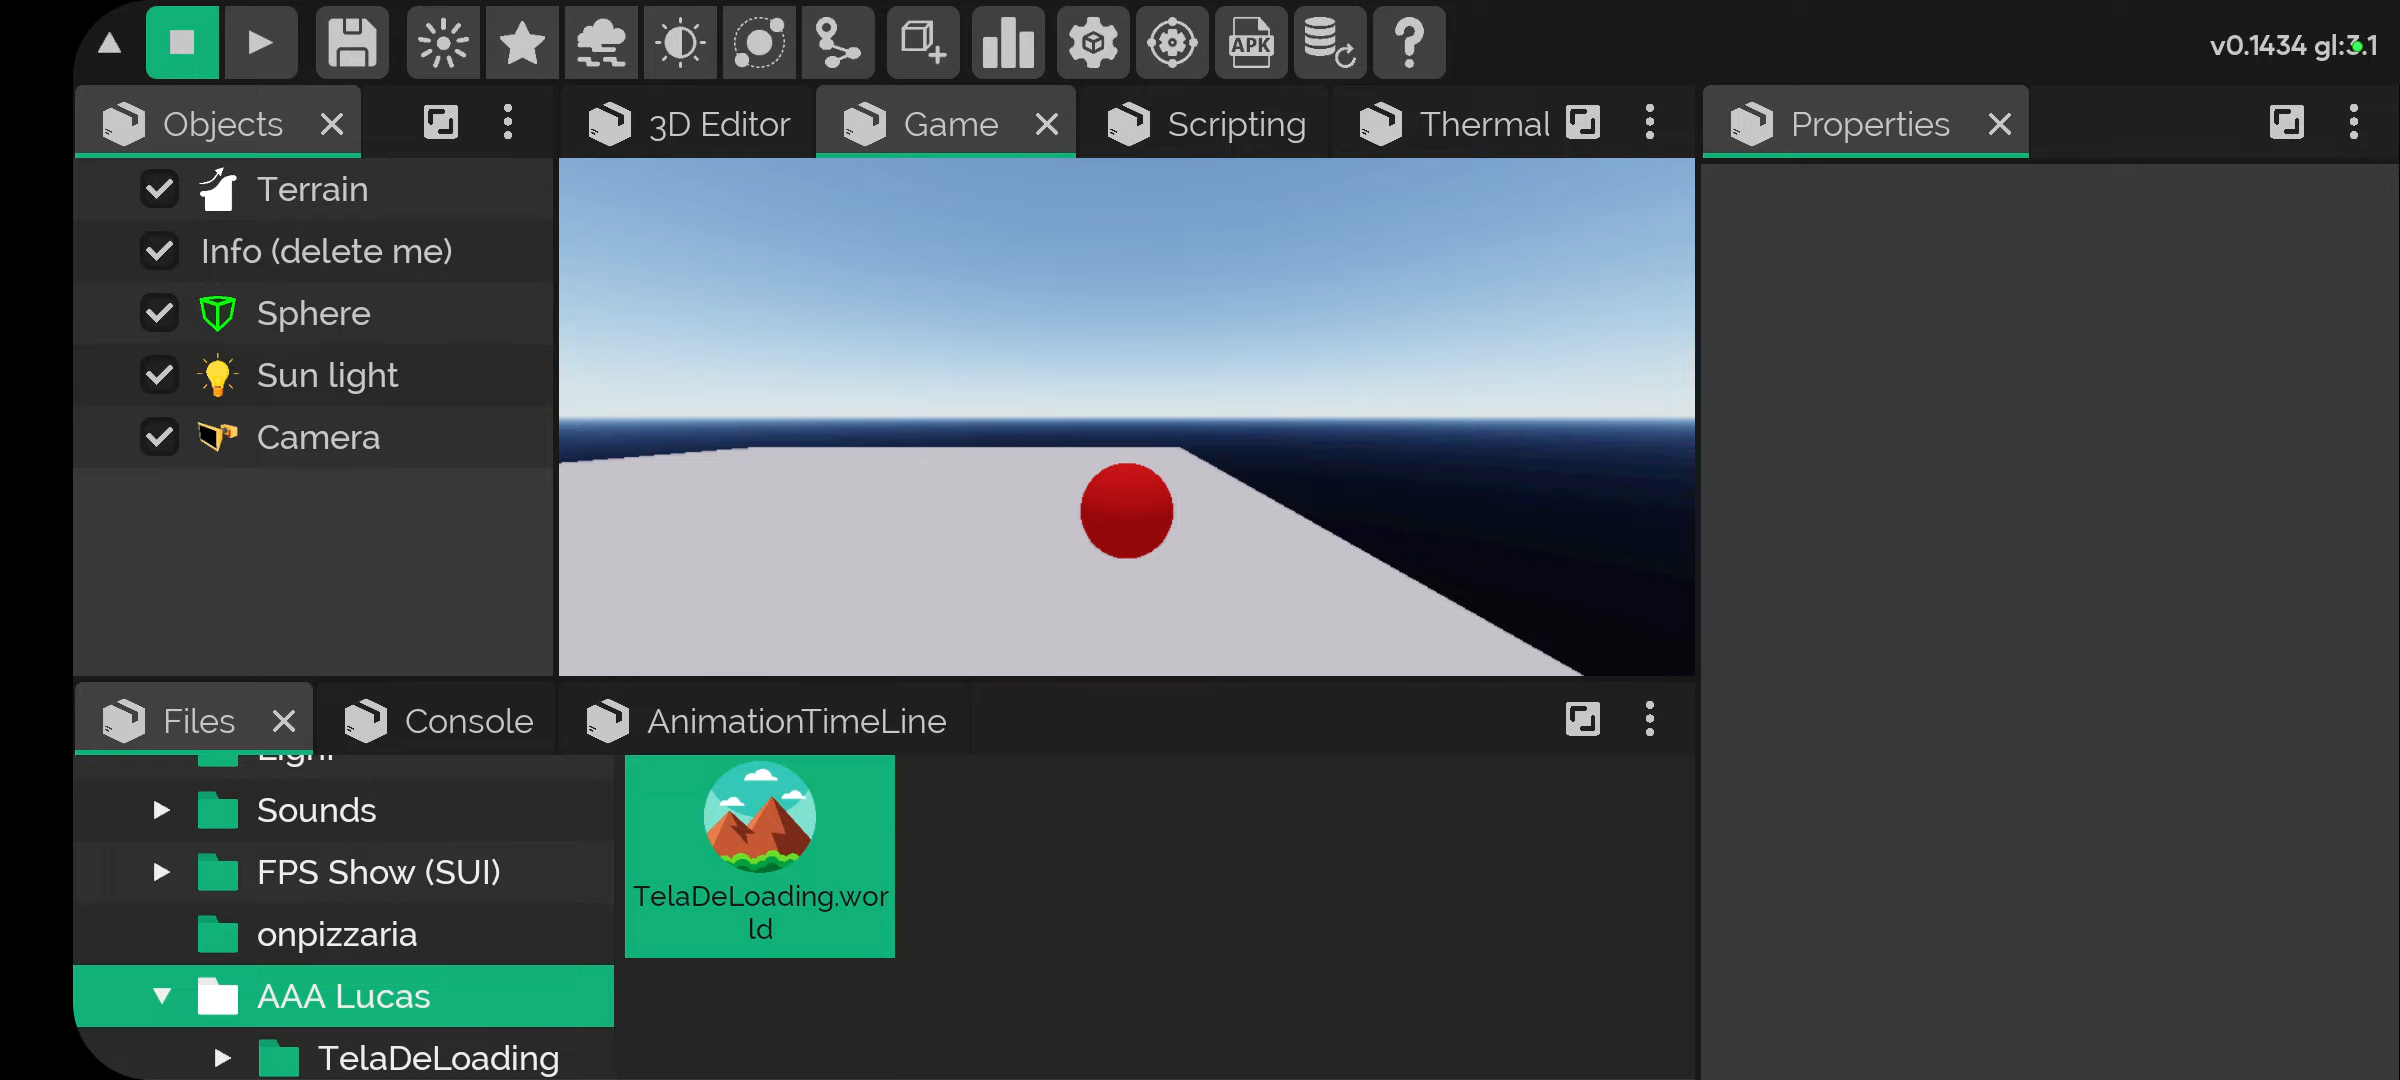 APK
v0.1434 gl:3.1
Objects
3D Editor
Game
Scripting
Thermal
Properties
Terrain
Info (delete me)
Sphere
Sun light
Camera
Files
Console
AnimationTimeLine
Light
Sounds
FPS Show (SUI)
onpizzaria
AAA Lucas
TelaDeLoading
TelaDeLoading.wor
ld